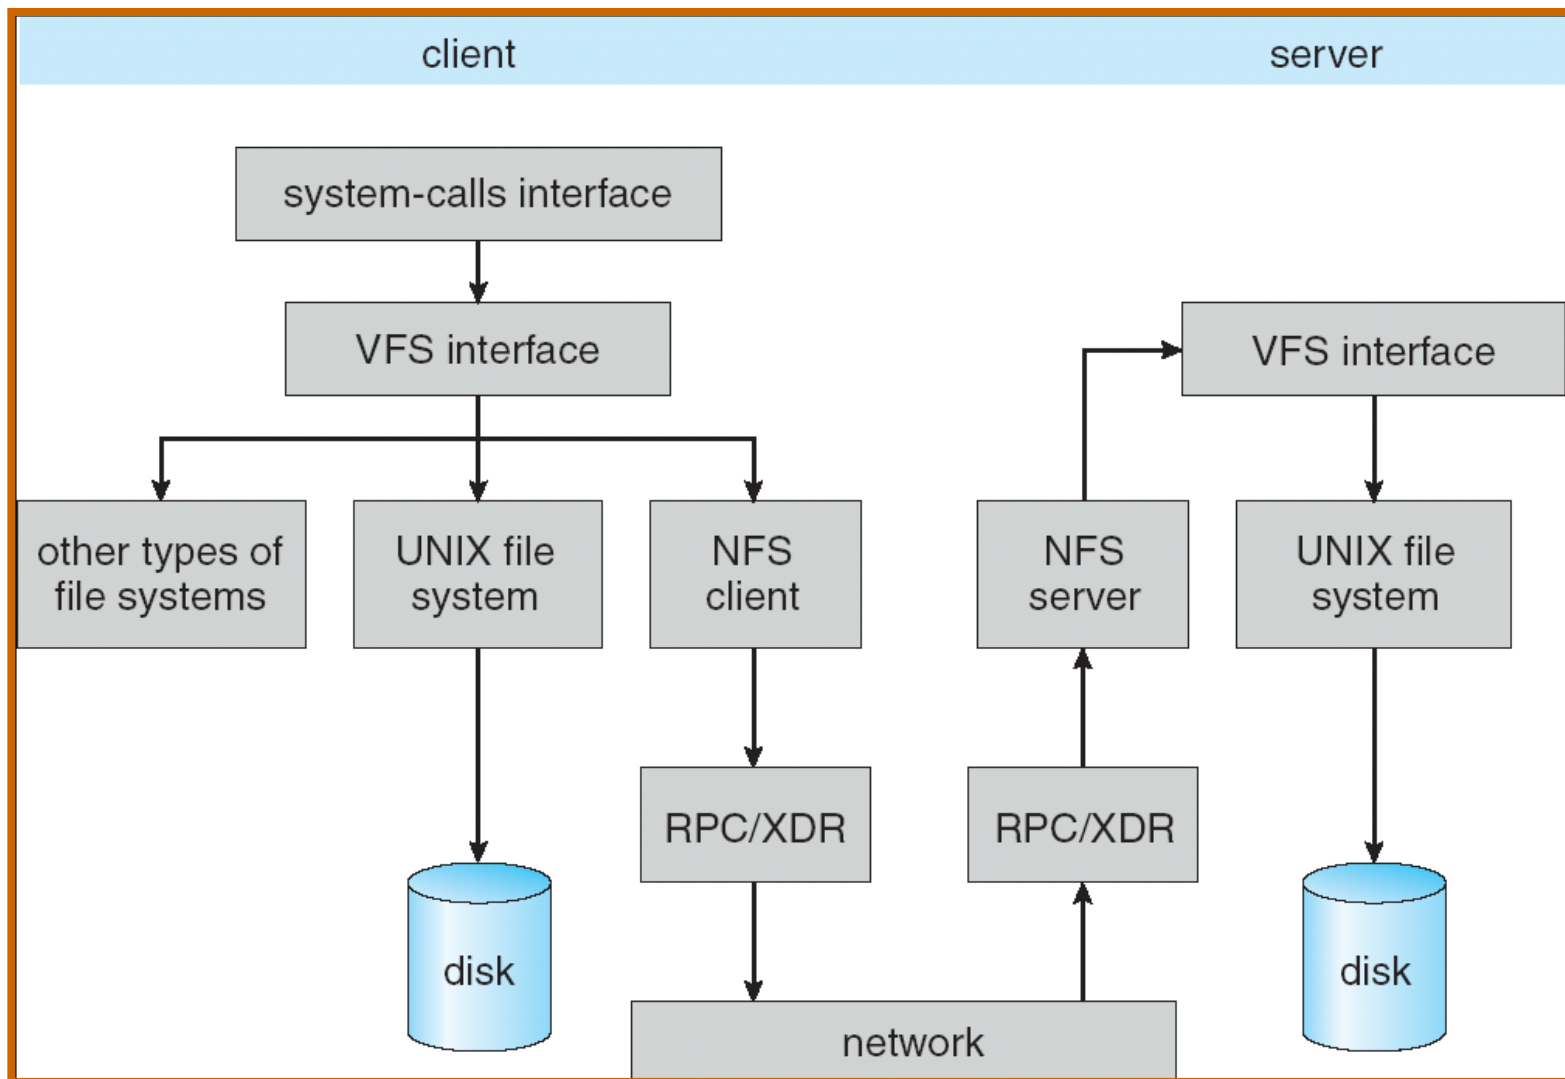 client
server
system-calls interface
VFS interface
VFS interface
other types of
file systems
UNIX file
system
NFS
client
NFS
server
UNIX file
system
RPC/XDR
RPC/XDR
disk
disk
network